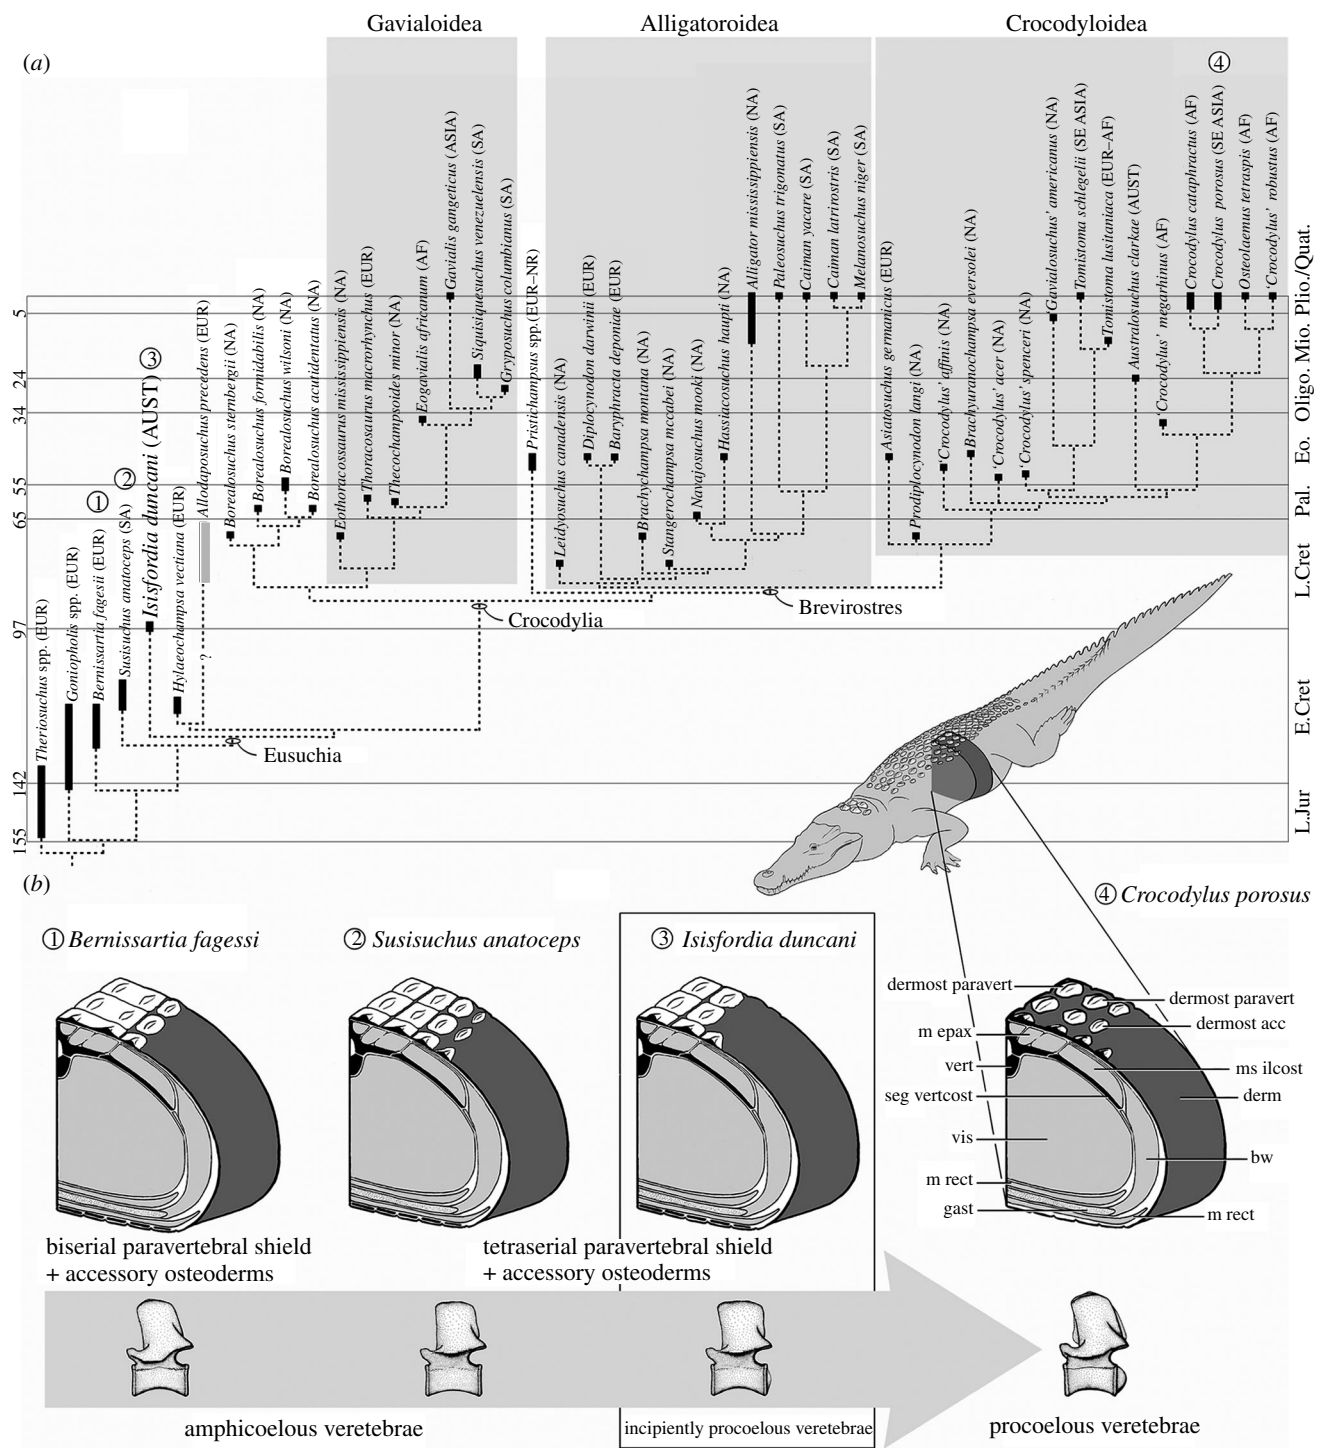 Gavialoidea
Alligatoroidea
Crocodyloidea
(a)
④
③
②
①
Theriosuchus spp. (EUR)
Goniopholis spp. (EUR)
Bernissartia fagesii (EUR)
Susisuchus anatoceps (SA)
Isisfordia duncani (AUST)
Hylaeochampsa vectiana (EUR)
Allodaposuchus precedens (EUR)
Borealosuchus sternbergii (NA)
Borealosuchus formidabilis (NA)
Borealosuchus wilsoni (NA)
Borealosuchus acutidentatus (NA)
Eothoracossaurus mississippiensis (NA)
Thoracosaurus macrorhynchus (EUR)
Thecochampsoides minor (NA)
Eogavialis africanum (AF)
Gavialis gangeticus (ASIA)
Siquisiquesuchus venezuelensis (SA)
Gryposuchus columbianus (SA)
Pristichampsus spp. (EUR–NR)
Leidyosuchus canadensis (NA)
Diplocynodon darwinii (EUR)
Baryphracta deponiae (EUR)
Brachychampsa montana (NA)
Stangerochampsa mccabei (NA)
Navajosuchus mooki (NA)
Hassiacosuchus haupti (NA)
Alligator mississippiensis (NA)
Paleosuchus trigonatus (SA)
Caiman yacare (SA)
Caiman latrirostris (SA)
Melanosuchus niger (SA)
Asiatosuchus germanicus (EUR)
Prodiplocynodon langi (NA)
'Crocodylus' affinis (NA)
Brachyuranochampsa eversolei (NA)
'Crocodylus' acer (NA)
'Crocodylus' spenceri (NA)
'Gavialosuchus' americanus (NA)
Tomistoma schlegelii (SE ASIA)
Tomistoma lusitaniaca (EUR–AF)
Australosuchus clarkae (AUST)
'Crocodylus' megarhinus (AF)
Crocodylus cataphractus (AF)
Crocodylus porosus (SE ASIA)
Osteolaemus tetraspis (AF)
'Crocodylus' robustus (AF)
5
24
34
55
65
97
142
155
Plio./Quat.
Mio.
Oligo.
Eo.
Pal.
L.Cret
E.Cret
L.Jur
?
Brevirostres
Crocodylia
Eusuchia
(b)
④ Crocodylus porosus
① Bernissartia fagessi
② Susisuchus anatoceps
③ Isisfordia duncani
dermost paravert
dermost paravert
dermost acc
m epax
vert
ms ilcost
seg vertcost
derm
vis
bw
m rect
gast
m rect
biserial paravertebral shield
+ accessory osteoderms
tetraserial paravertebral shield
+ accessory osteoderms
amphicoelous veretebrae
incipiently procoelous veretebrae
procoelous veretebrae